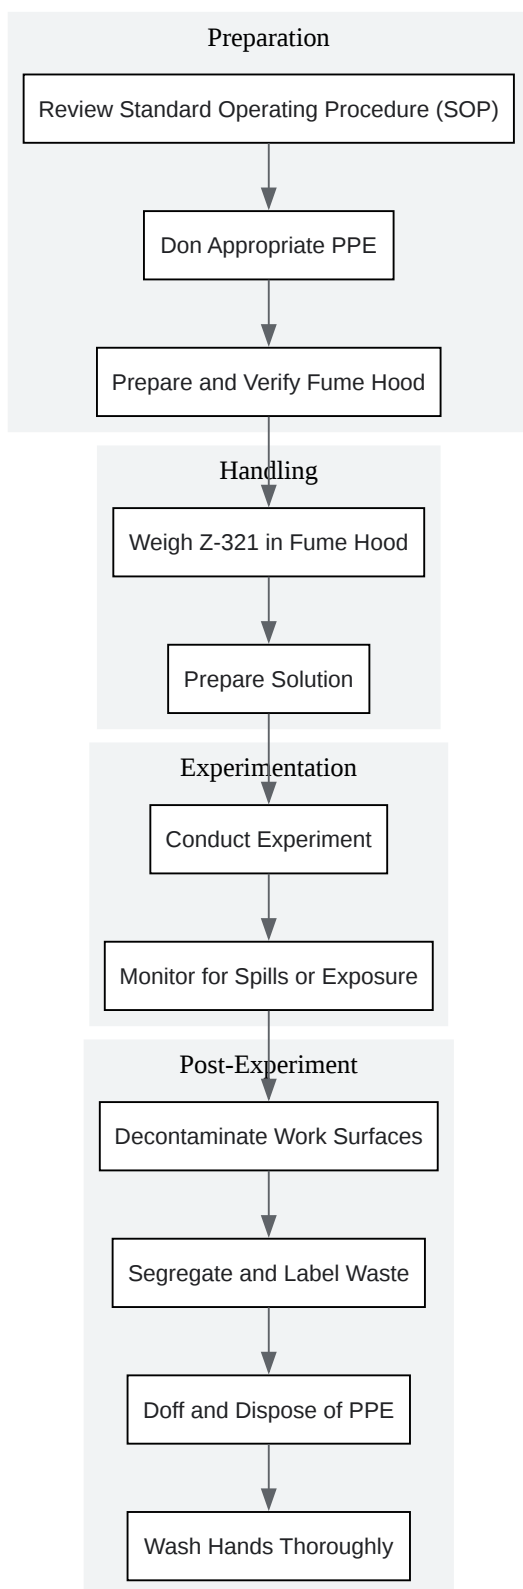 Preparation
Review Standard Operating Procedure (SOP)
Don Appropriate PPE
Prepare and Verify Fume Hood
Handling
Weigh Z-321 in Fume Hood
Prepare Solution
Experimentation
Conduct Experiment
Monitor for Spills or Exposure
Post-Experiment
Decontaminate Work Surfaces
Segregate and Label Waste
Doff and Dispose of PPE
Wash Hands Thoroughly